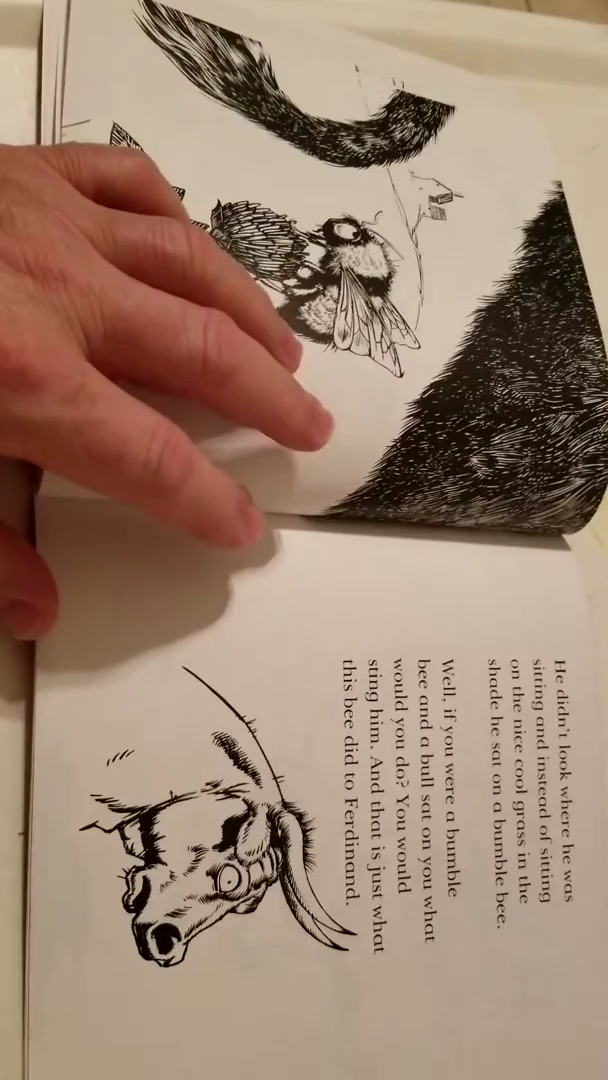 He didn't look where he was
sitting and instead of sitting
on the nice cool grass in the
shade he sat on a bumble bee.
Well, if you were a bumble
bee and a bull sat on you what
would you do? You would
sting him. And that is just what
this bee did to Ferdinand.